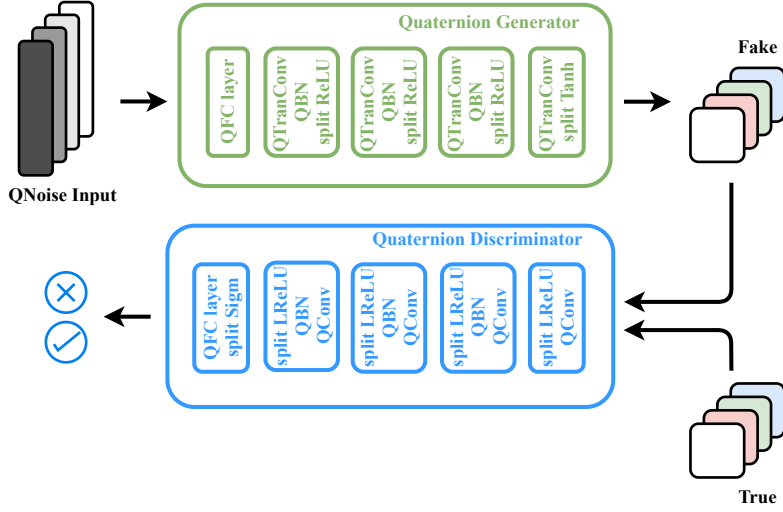 Quaternion Generator
Fake
QFC layer
QTranConv
QBN
split ReLU
QTranConv
QBN
split ReLU
QTranConv
QBN
split ReLU
QTranConv
split Tanh
QNoise Input
Quaternion Discriminator
QFC layer
split Sigm
split LReLU
QBN
QConv
split LReLU
QBN
QConv
split LReLU
QBN
QConv
split LReLU
QConv
True